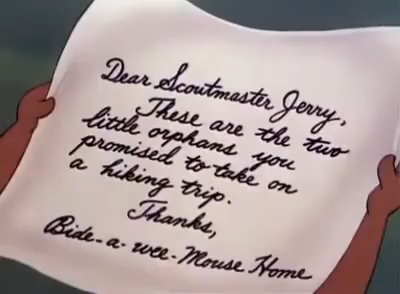 Dear Scoutmaster Jerry,
These are the two
little orphans you
promised to take on
a hiking trip.
Thanks,
Bide-a-wee-Mouse Home